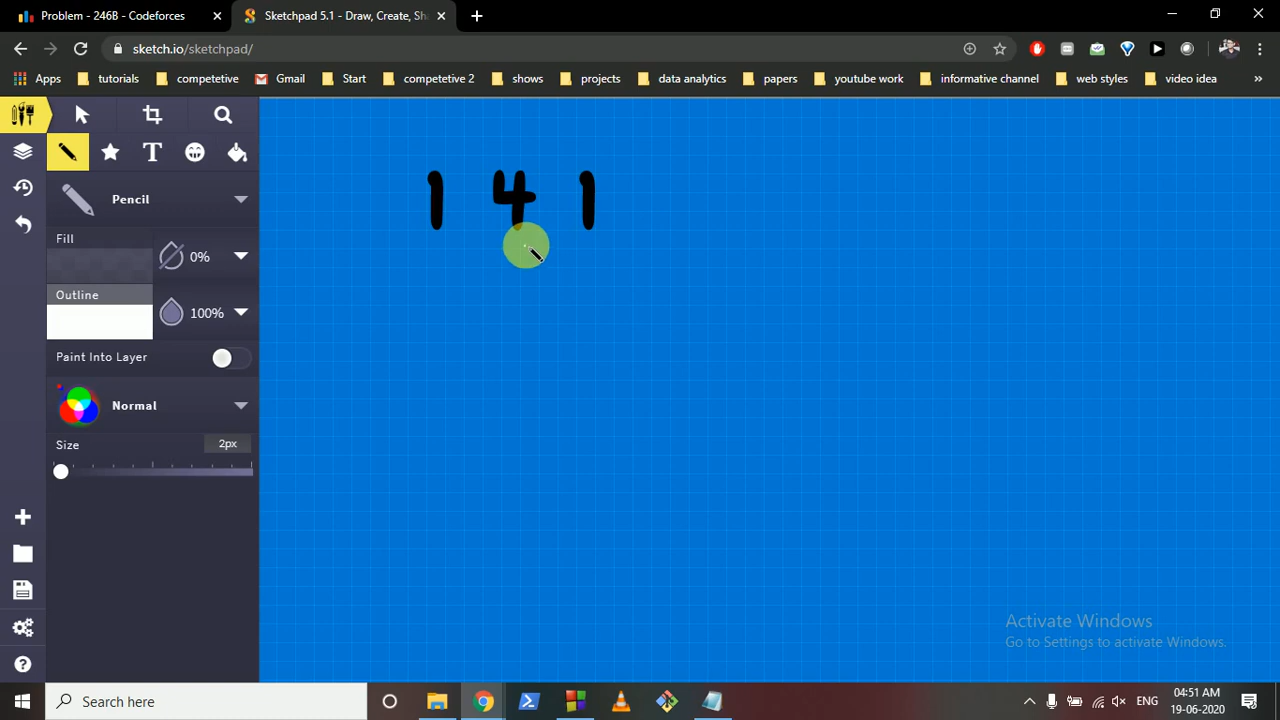 Problem - 246B - Codeforces
Sketchpad 5.1 - Draw, Create, Sh
sketch.io/sketchpad/
Apps tutorials competetive Gmail Start competetive 2 shows projects data analytics papers youtube work informative channel web styles video idea »
T
Pencil
1 4 1
Fill
0%
Outline
100%
Paint Into Layer
Normal
Size 2px
Activate Windows
Go to Settings to activate Windows.
Search here
ENG
04:51 AM
19-06-2020